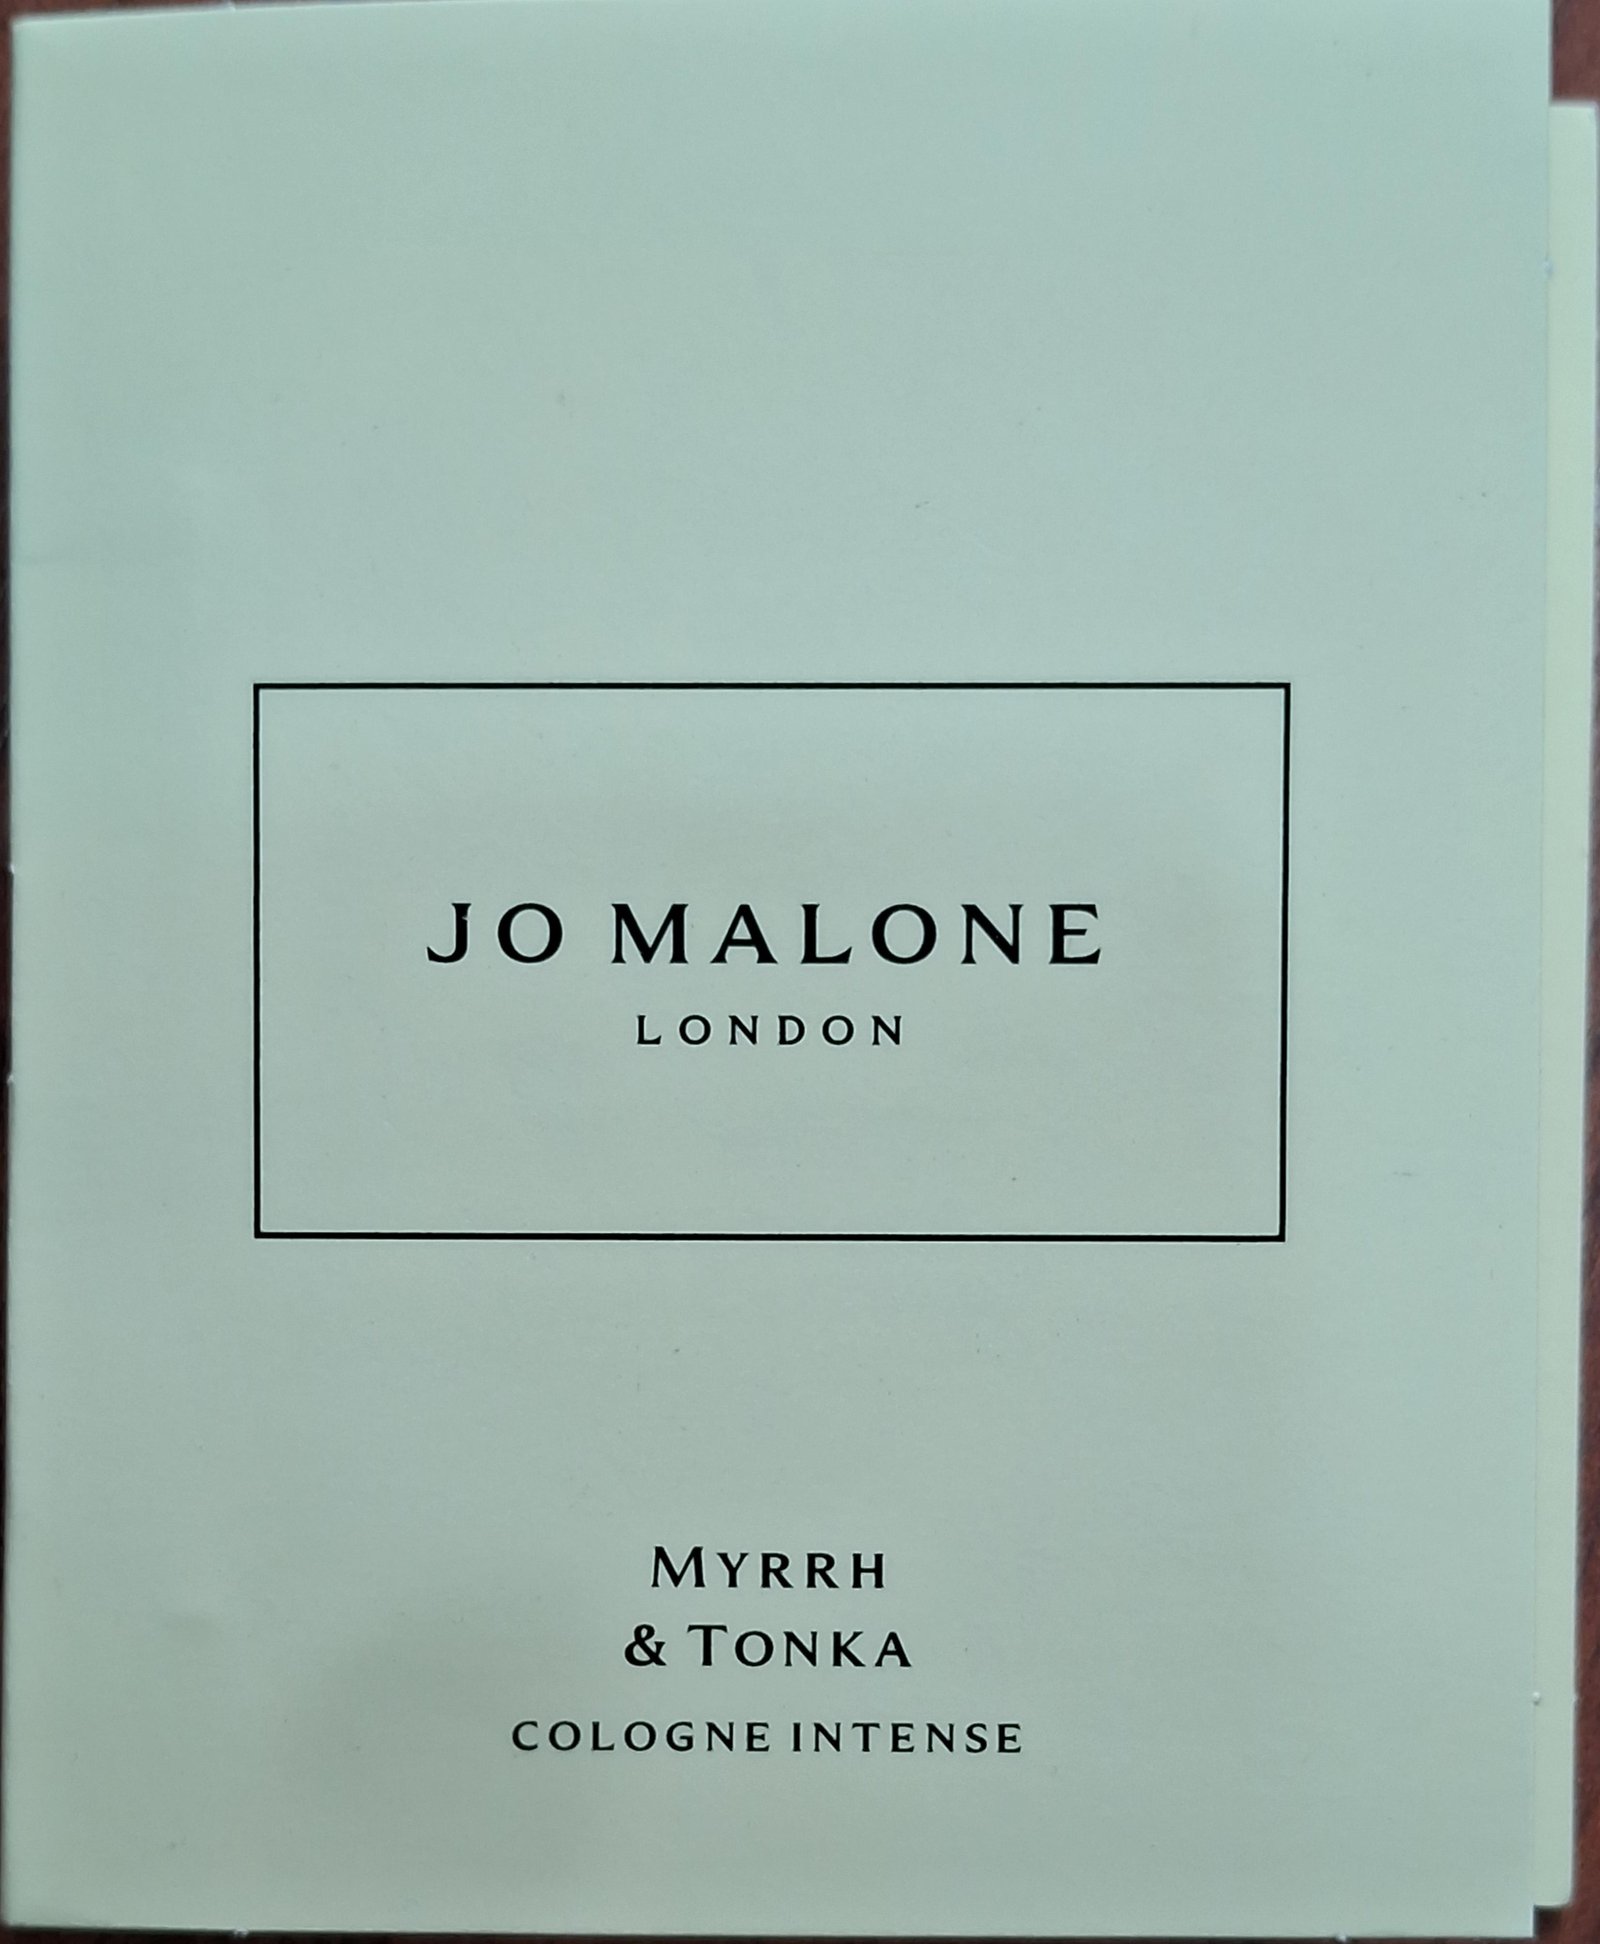 JO MALONE
LONDON
MYRRH
& TONKA
COLOGNE INTENSE